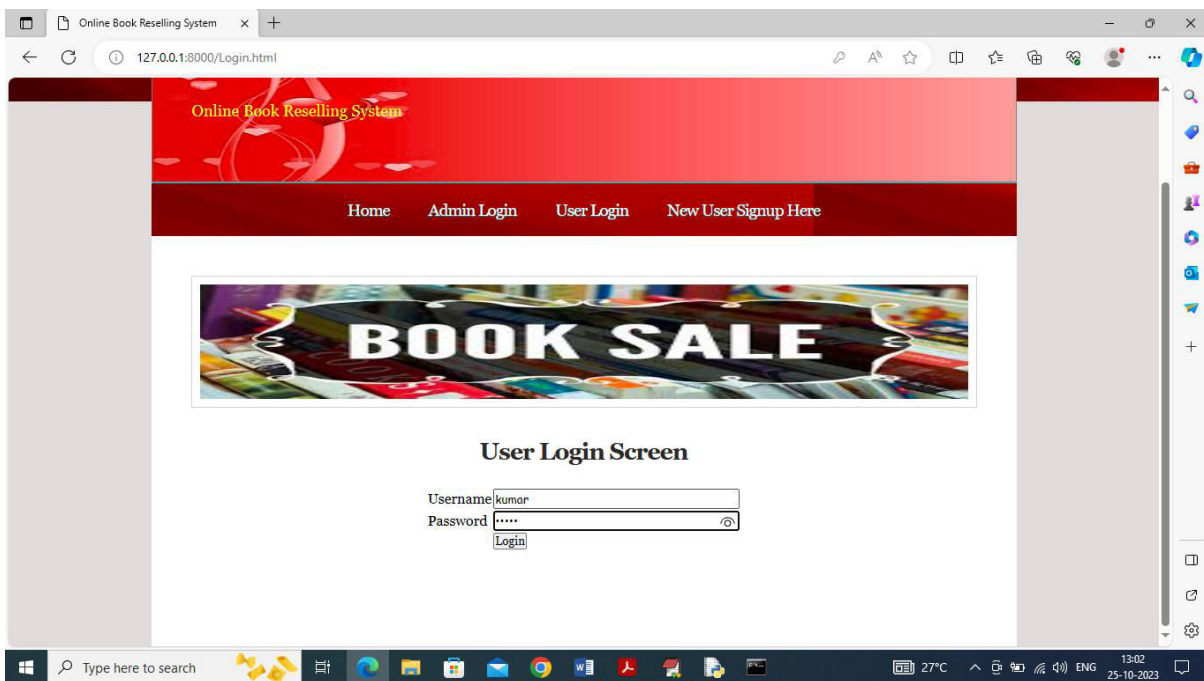 Online Book Reselling System
127.0.0.1:8000/Login.html
Online Book Reselling System
Home Admin Login User Login New User Signup Here
BOOK SALE
User Login Screen
Username kumar
Password •••••
Login
Type here to search
27°C ENG 13:02
25-10-2023